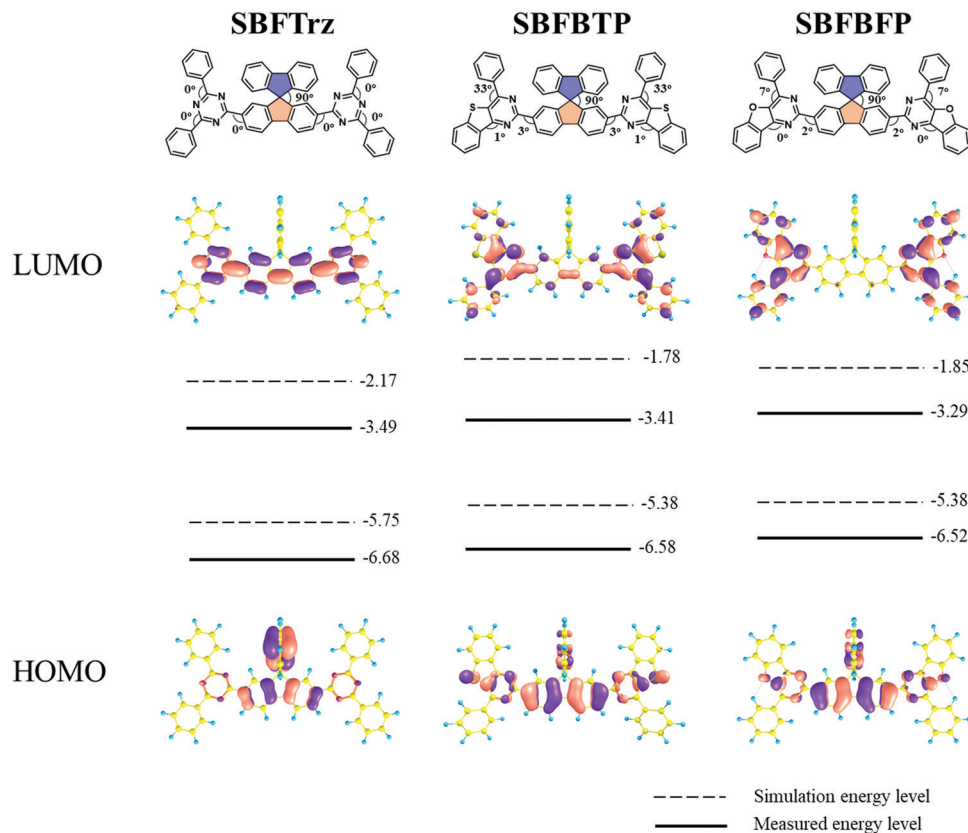 SBFTrz SBFBTP SBFBFP
0° 0° 90° 33° 33° 90° 7° 7° 90°
N N N N N N S N N N N S O N N N N O
0° 0° 0° 0° 1° 3° 3° 1° 0° 2° 2° 0°
LUMO
-2.17 -1.78 -1.85
-3.49 -3.41 -3.29
-5.75 -5.38 -5.38
-6.68 -6.58 -6.52
HOMO
Simulation energy level
Measured energy level